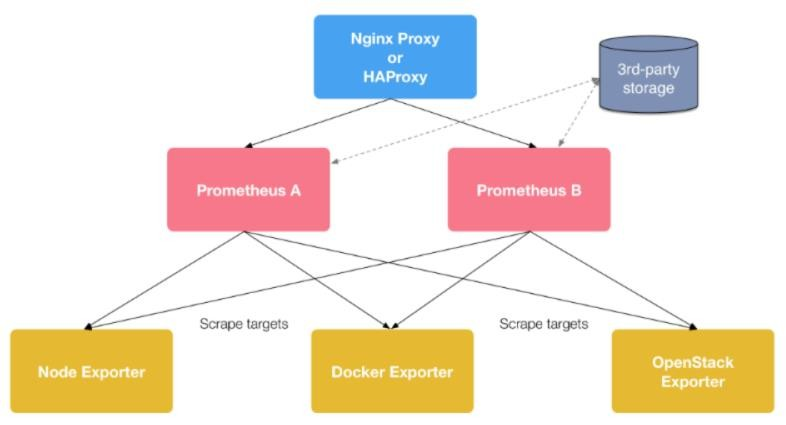 Nginx Proxy
or
HAProxy
3rd-party
storage
Prometheus A
Prometheus B
Scrape targets
Scrape targets
Node Exporter
Docker Exporter
OpenStack
Exporter